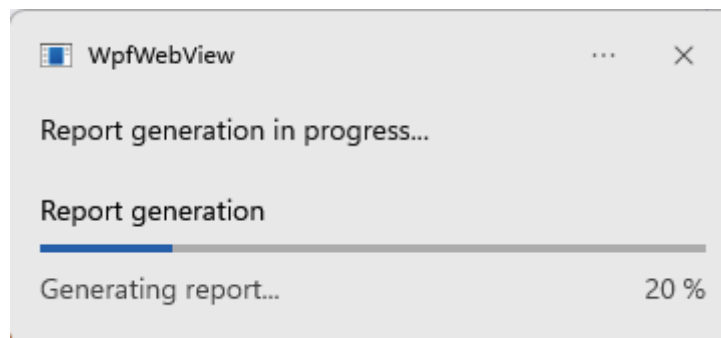 WpfWebView
Report generation in progress...
Report generation
Generating report... 20 %